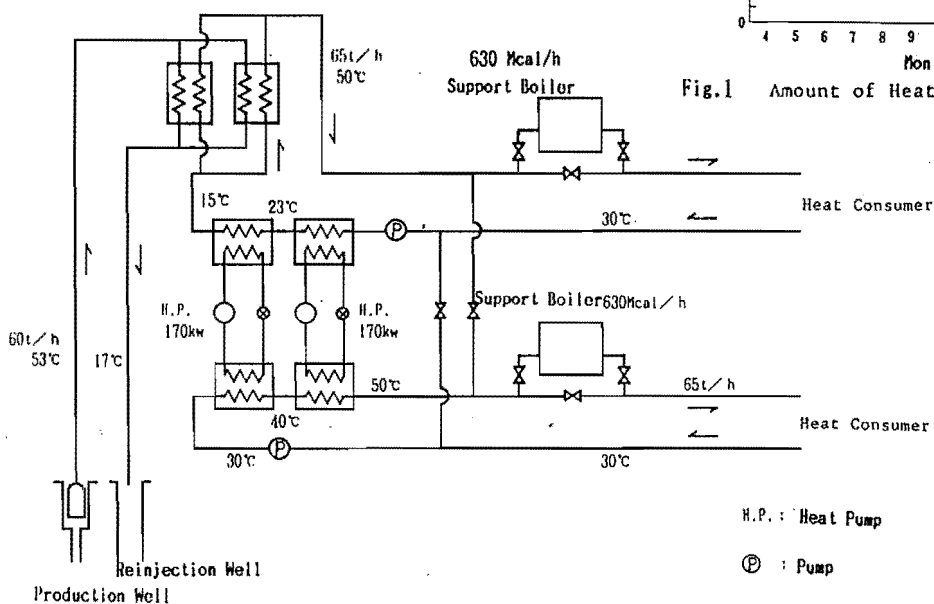 0
4 5 6 7 8 9
Mon
Fig.1 Amount of Heat
65t/h
50℃
630 Mcal/h
Support Boiler
15℃
23℃
30℃
Heat Consumer
H.P.
170kw
H.P.
170kw
Support Boiler 630Mcal/h
60t/h
53℃
17℃
50℃
65t/h
40℃
Heat Consumer
30℃
30℃
P
P
H.P. : Heat Pump
P : Pump
Reinjection Well
Production Well